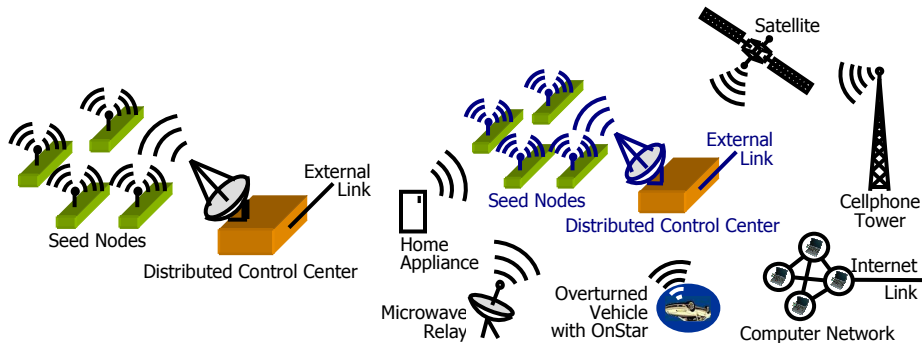 External
Link
Seed Nodes
Distributed Control Center
Satellite
External
Link
Seed Nodes
Distributed Control Center
Cellphone
Tower
Home
Appliance
Microwave
Relay
Overturned
Vehicle
with OnStar
Internet
Link
Computer Network